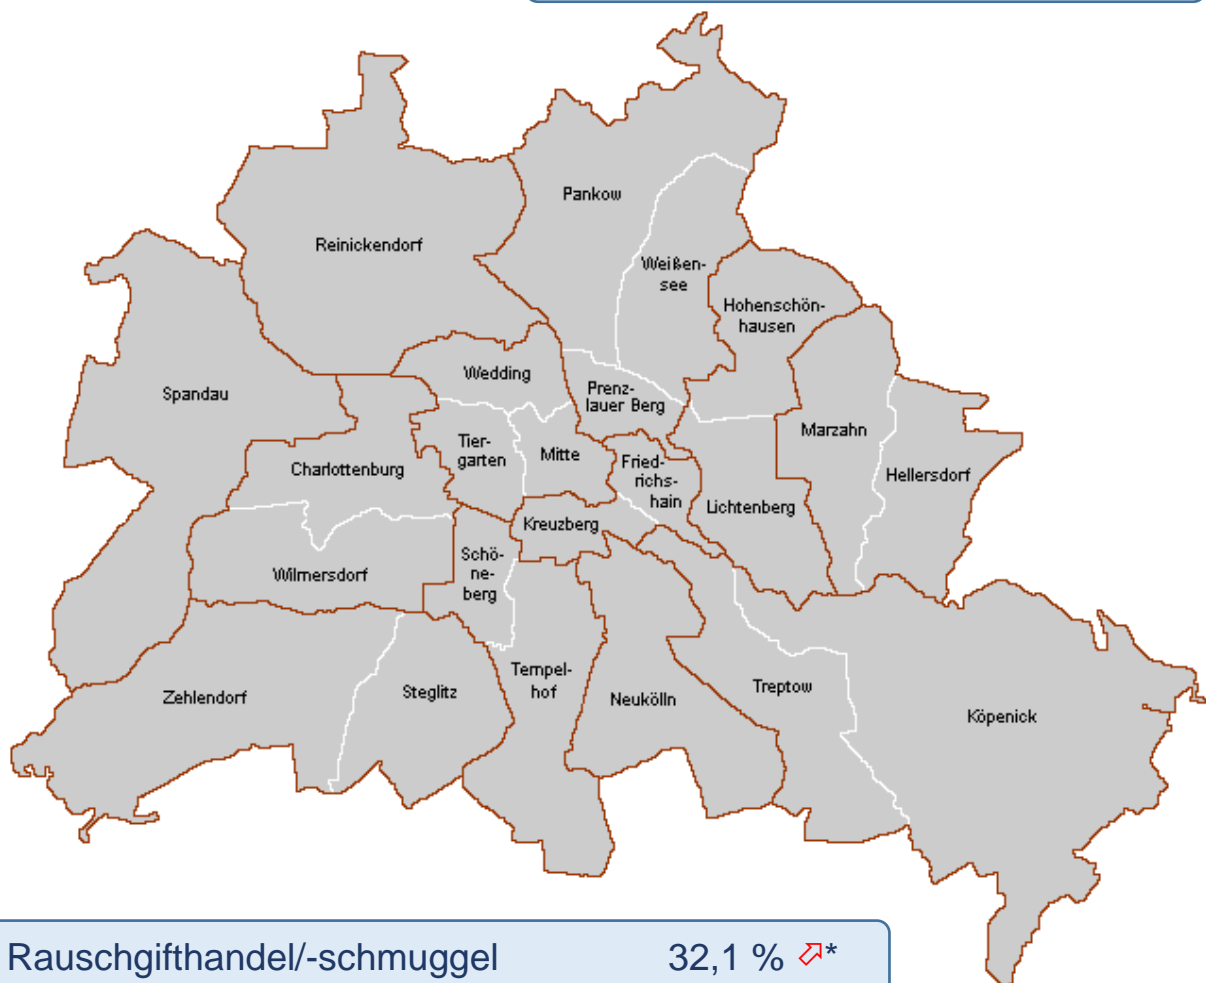 Pankow
Reinickendorf
Weißen-
see
Hohenschön-
hausen
Wedding
Spandau
Prenz-
lauer Berg
Marzahn
Tier-
garten
Mitte
Charlottenburg
Fried-
richs-
hain
Hellersdorf
Lichtenberg
Kreuzberg
Schö-
ne-
berg
Wilmersdorf
Tempel-
hof
Zehlendorf
Steglitz
Neukölln
Treptow
Köpenick
Rauschgifthandel/-schmuggel 32,1 % ⬀*